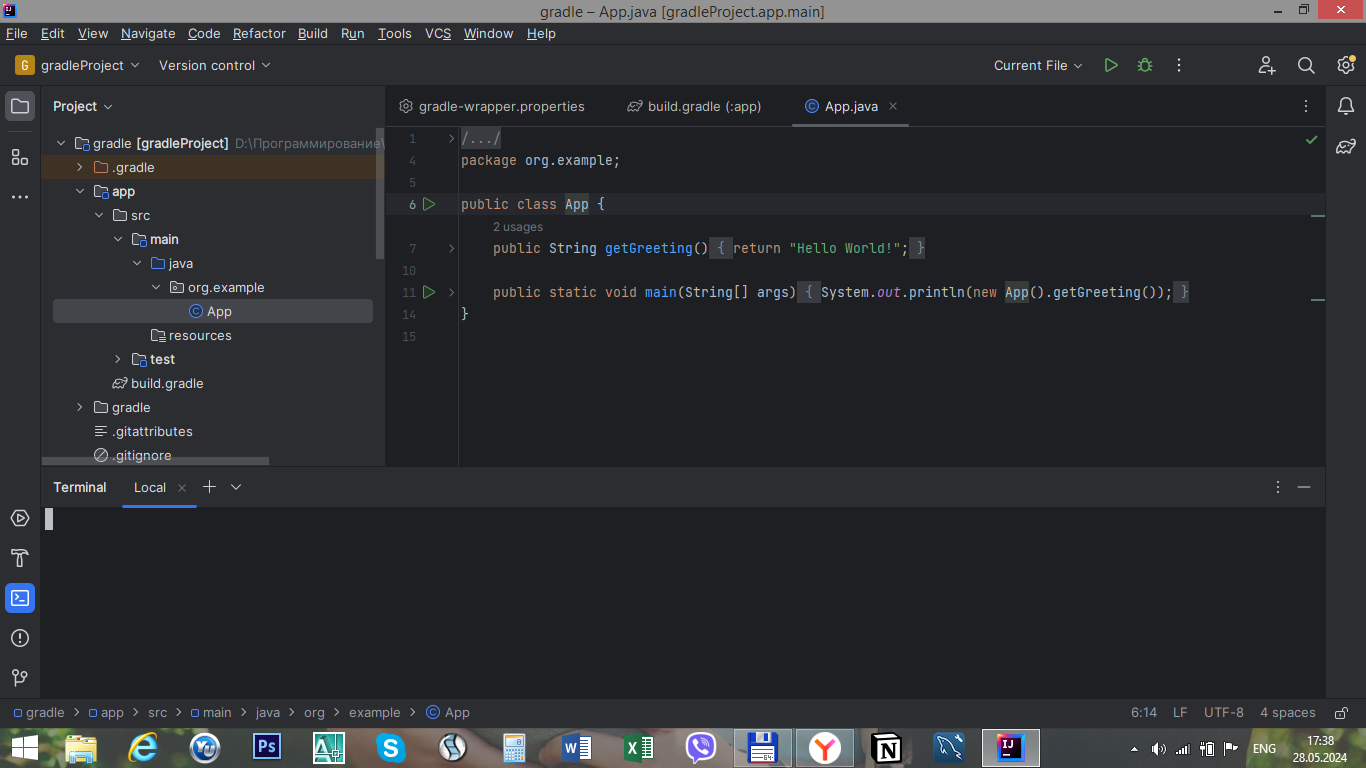 gradle – App.java [gradleProject.app.main]
File Edit View Navigate Code Refactor Build Run Tools VCS Window Help
G gradleProject Version control Current File
Project
gradle-wrapper.properties build.gradle (:app) App.java
gradle [gradleProject] D:\Программирование\
.gradle
app
src
main
java
org.example
App
resources
test
build.gradle
gradle
.gitattributes
.gitignore
1 /.../
4 package org.example;
5
6 public class App {
2 usages
7 public String getGreeting() { return "Hello World!"; }
10
11 public static void main(String[] args) { System.out.println(new App().getGreeting()); }
14 }
15
Terminal Local
gradle > app > src > main > java > org > example > App
6:14 LF UTF-8 4 spaces
ENG
17:38
28.05.2024